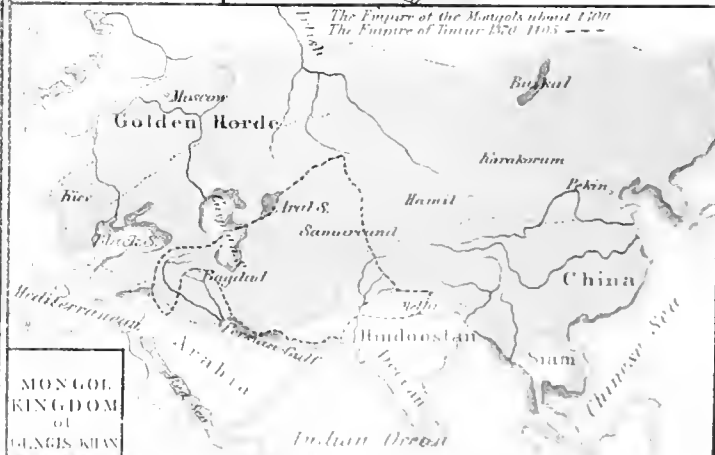 The Empire of the Mongols about 1300
The Empire of Timur 1370 1405
Irtish
Baikal
Moscow
Golden Horde
Karakorum
Pekin
Kiev
Aral S.
Hamil
Samarcand
Black S.
Bagdad
China
Mediterranean
Delhi
Persian Gulf
Hindoostan
Arabia
Deccan
Siam
Chinese Sea
Red Sea
MONGOL
KINGDOM
of
GENGIS KHAN
Indian Ocean